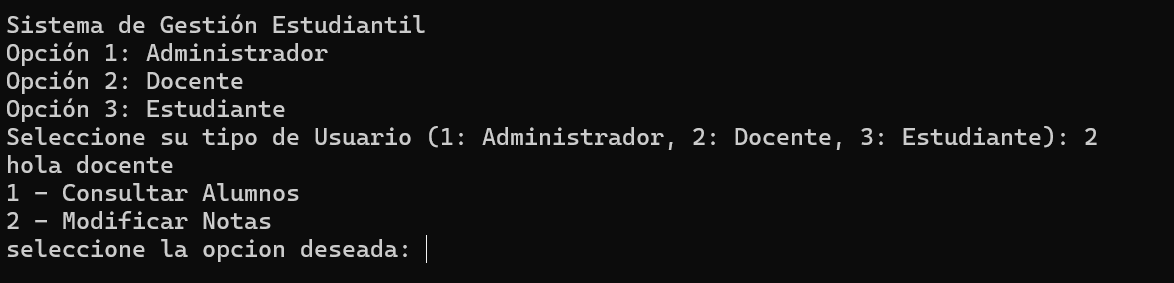 Sistema de Gestión Estudiantil
Opción 1: Administrador
Opción 2: Docente
Opción 3: Estudiante
Seleccione su tipo de Usuario (1: Administrador, 2: Docente, 3: Estudiante): 2
hola docente
1 - Consultar Alumnos
2 - Modificar Notas
seleccione la opcion deseada: